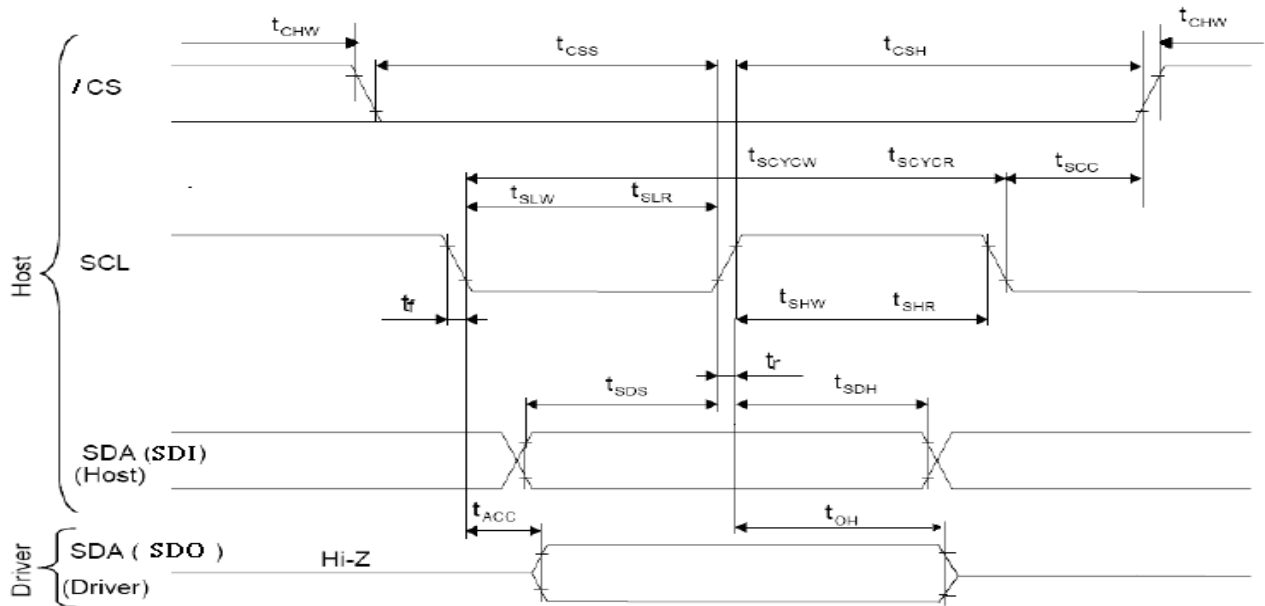 tCHW
tCHW
tCSS
tCSH
/ CS
tSCYCW
tSCYCR
tSCC
tSLW
tSLR
Host
SCL
tf
tSHW
tSHR
tr
tSDS
tSDH
SDA (SDI)
(Host)
tACC
tOH
Driver
SDA ( SDO )
Hi-Z
(Driver)